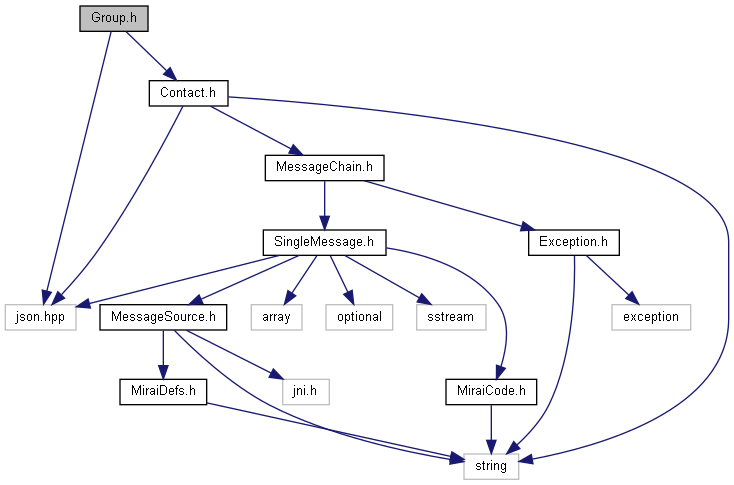 Group.h
Contact.h
MessageChain.h
SingleMessage.h
Exception.h
json.hpp
MessageSource.h
array
optional
sstream
exception
MiraiDefs.h
jni.h
MiraiCode.h
string